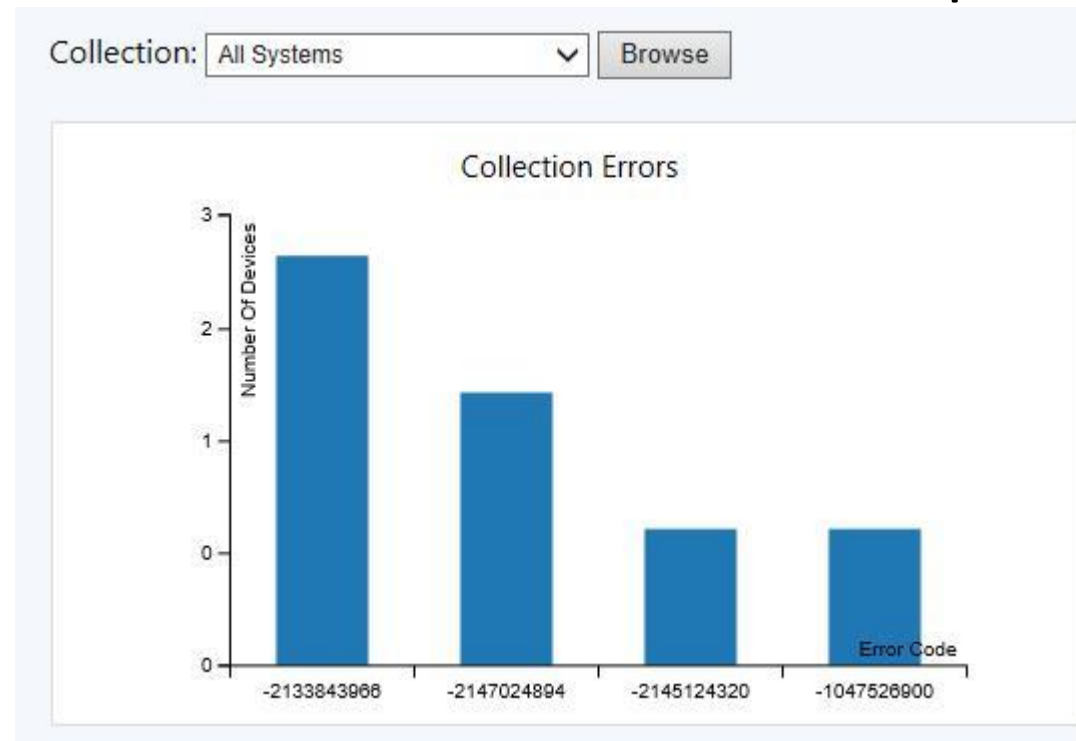 Collection: All Systems Browse
Collection Errors
3
Number Of Devices
2
1
0
0
Error Code
-2133843966 -2147024894 -2145124320 -1047526900